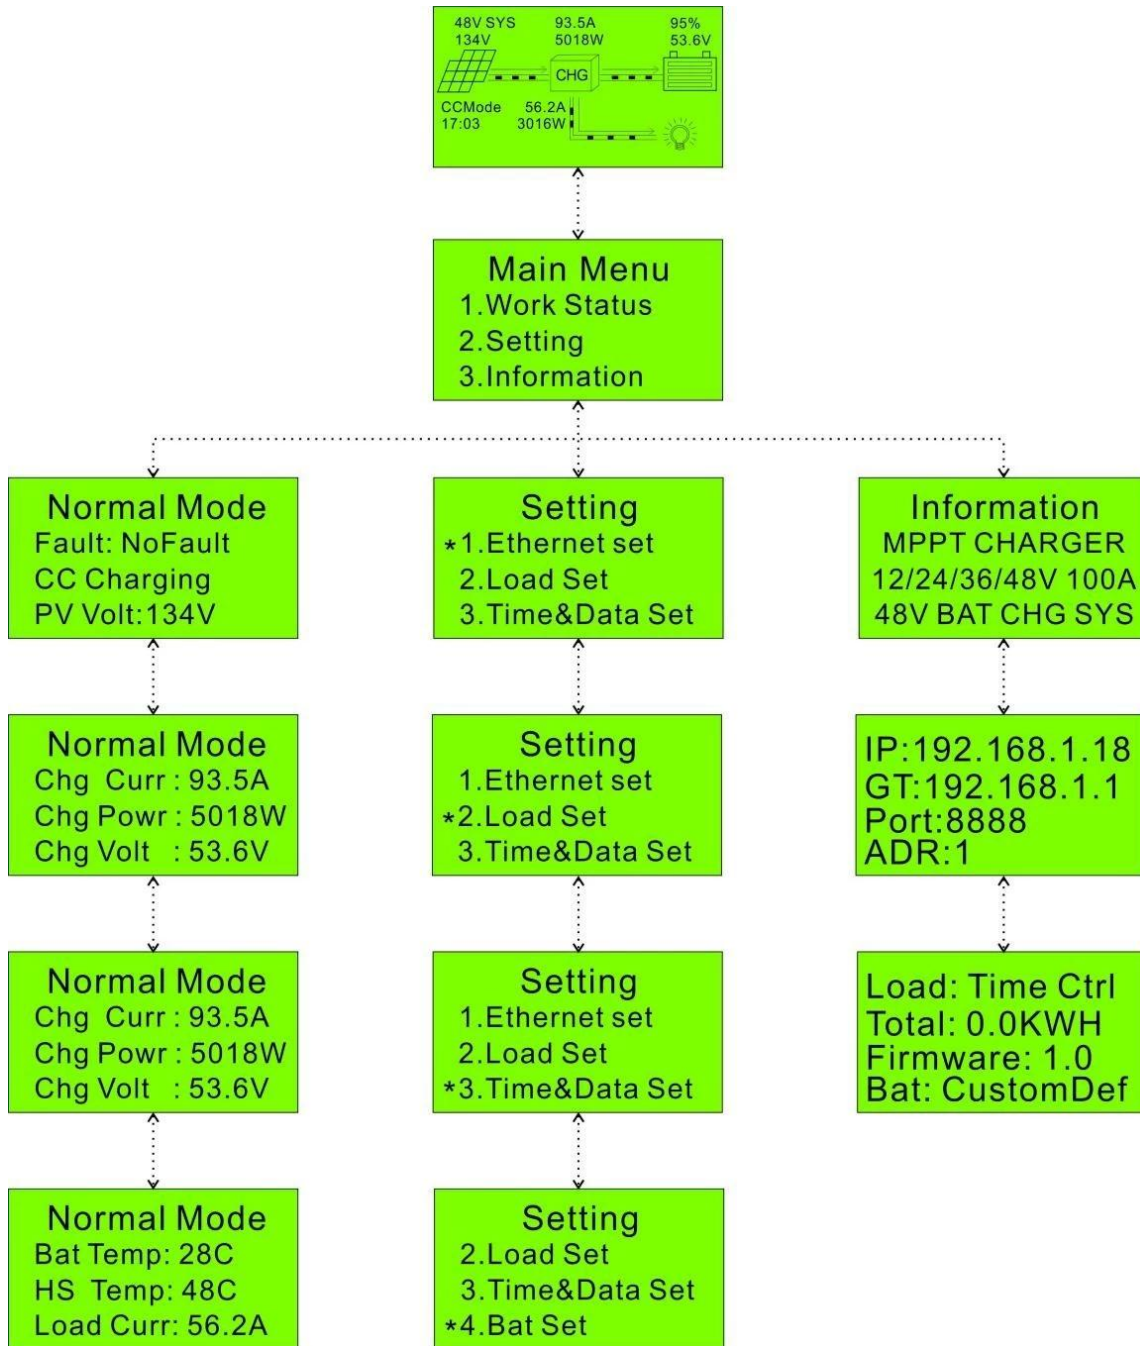 48V SYS 93.5A 95%
134V 5018W 53.6V
CHG
CCMode 56.2A
17:03 3016W
Main Menu
1.Work Status
2.Setting
3.Information
Normal Mode
Fault: NoFault
CC Charging
PV Volt:134V
Normal Mode
Chg Curr : 93.5A
Chg Powr : 5018W
Chg Volt : 53.6V
Normal Mode
Chg Curr : 93.5A
Chg Powr : 5018W
Chg Volt : 53.6V
Normal Mode
Bat Temp: 28C
HS Temp: 48C
Load Curr: 56.2A
Setting
*1.Ethernet set
2.Load Set
3.Time&Data Set
Setting
1.Ethernet set
*2.Load Set
3.Time&Data Set
Setting
1.Ethernet set
2.Load Set
*3.Time&Data Set
Setting
2.Load Set
3.Time&Data Set
*4.Bat Set
Information
MPPT CHARGER
12/24/36/48V 100A
48V BAT CHG SYS
IP:192.168.1.18
GT:192.168.1.1
Port:8888
ADR:1
Load: Time Ctrl
Total: 0.0KWH
Firmware: 1.0
Bat: CustomDef